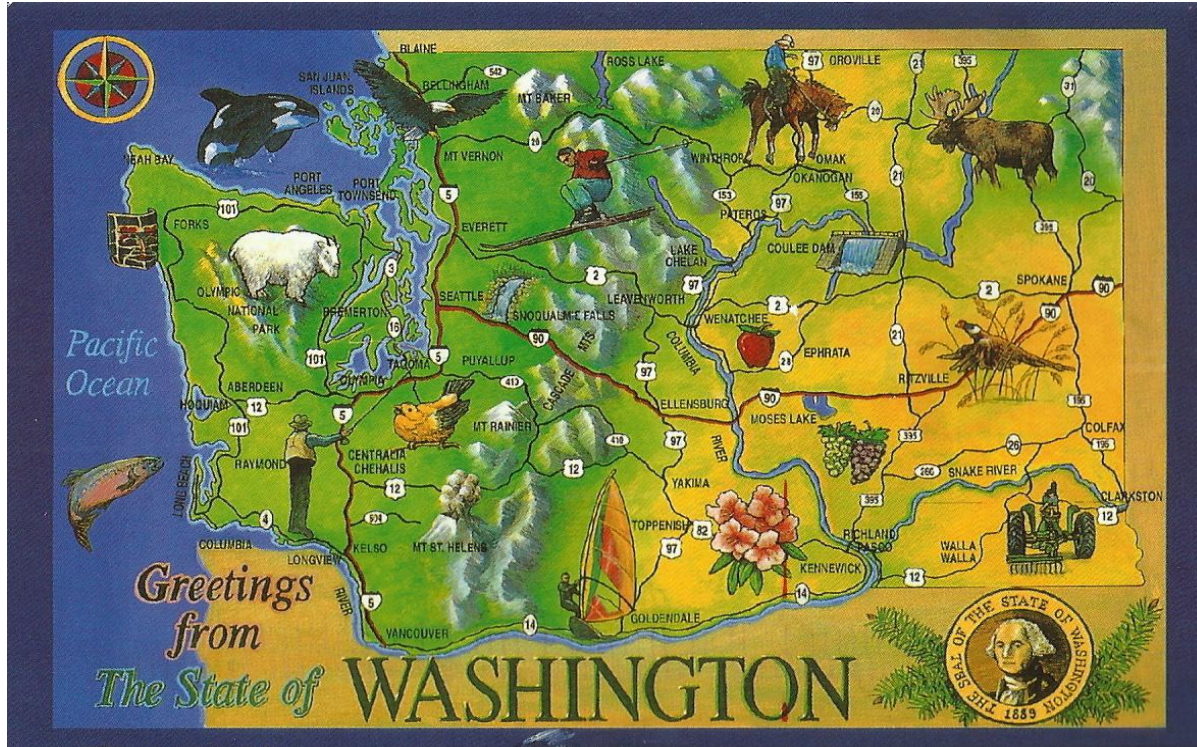 BLAINE
542
ROSS LAKE
97
OROVILLE
21
395
31
SAN JUAN
ISLANDS
BELLINGHAM
MT BAKER
20
20
NEAH BAY
MT VERNON
WINTHROP
OMAK
OKANOGAN
21
20
PORT
ANGELES
PORT
TOWNSEND
5
153
97
155
PATEROS
101
FORKS
EVERETT
395
LAKE
CHELAN
COULEE DAM
3
2
97
SPOKANE
OLYMPIC
NATIONAL
PARK
SEATTLE
LEAVENWORTH
2
2
90
BREMERTON
SNOQUALMIE FALLS
WENATCHEE
90
16
90
MTS
COLUMBIA
21
Pacific
Ocean
101
5
TACOMA
PUYALLUP
EPHRATA
28
97
RITZVILLE
OLYMPIA
410
CASCADE
ABERDEEN
90
HOQUIAM
12
5
ELLENSBURG
MOSES LAKE
195
101
MT RAINIER
COLFAX
395
26
195
410
97
RIVER
CENTRALIA
CHEHALIS
RAYMOND
12
260
SNAKE RIVER
LONG BEACH
12
YAKIMA
395
CLARKSTON
504
12
4
TOPPENISH
82
RICHLAND
PASCO
COLUMBIA
MT ST. HELENS
WALLA
WALLA
KELSO
97
LONGVIEW
KENNEWICK
12
RIVER
5
14
GOLDENDALE
14
VANCOUVER
Greetings
from
The State of
WASHINGTON
THE SEAL OF THE STATE OF WASHINGTON
1889